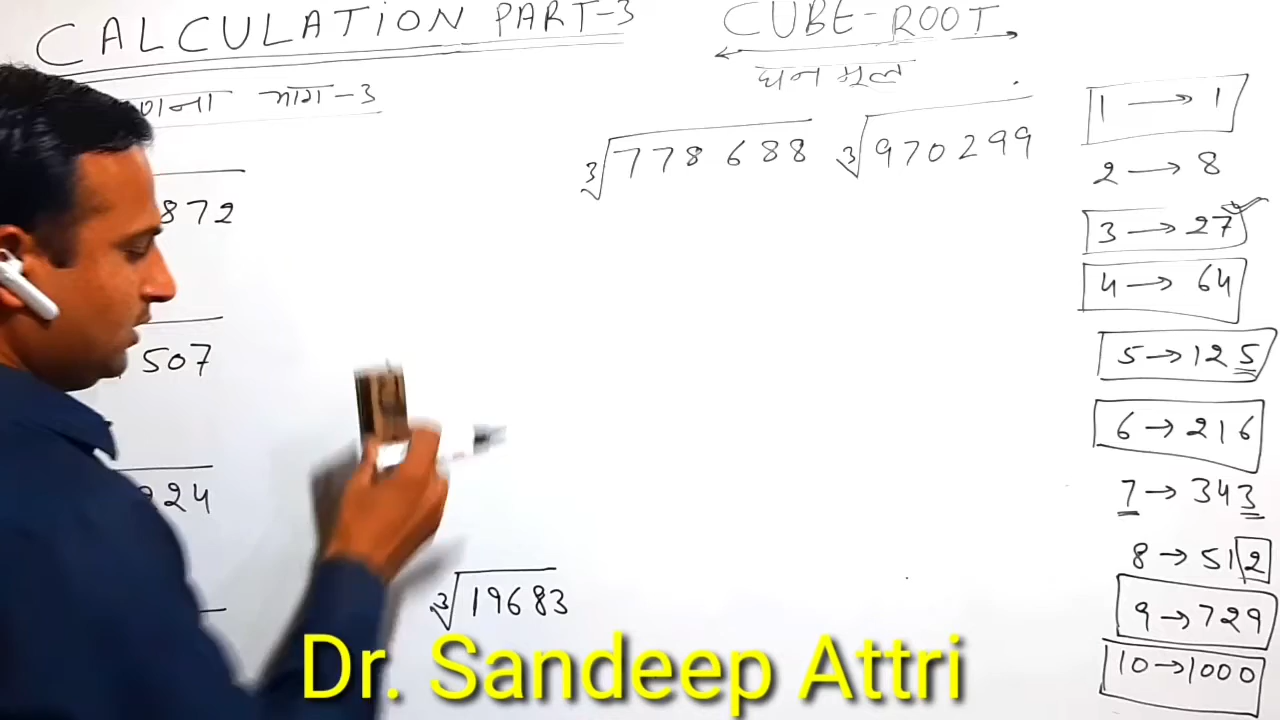 CALCULATION PART-3
भाग-3
CUBE-ROOT
घन मूल
872
507
24
∛778688
∛970299
∛19683
1 → 1
2 → 8
3 → 27
4 → 64
5 → 125
6 → 216
7 → 343
8 → 512
9 → 729
10 → 1000
Dr. Sandeep Attri